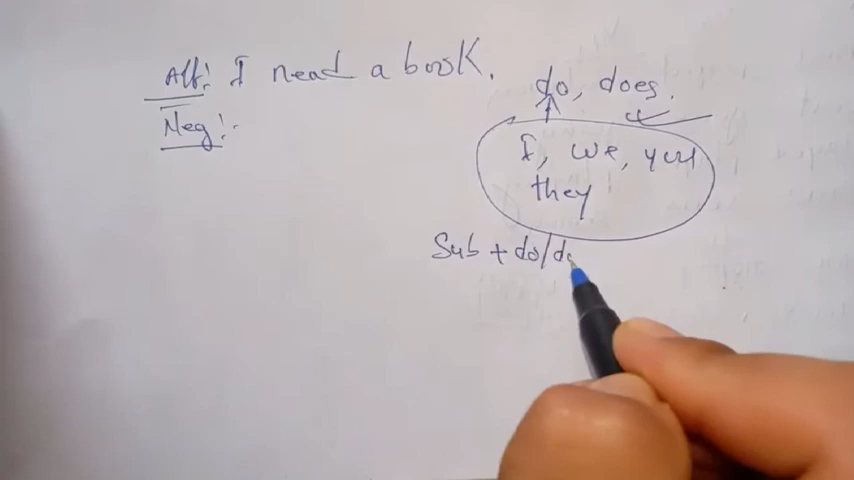 Aff: I need a book.
Neg:-
do, does.
I, we, you
they
Sub + do/do